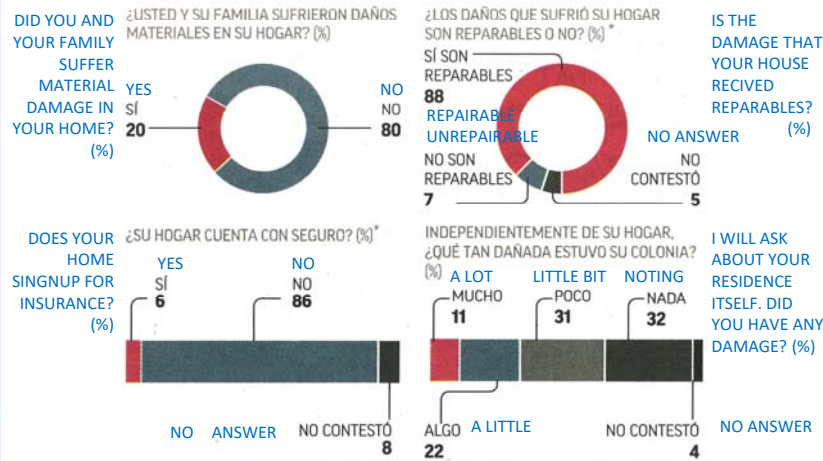 DID YOU AND
YOUR FAMILY
SUFFER
MATERIAL
DAMAGE IN
YOUR HOME?
(%)
¿USTED Y SU FAMILIA SUFRIERON DAÑOS
MATERIALES EN SU HOGAR? (%)
YES
SÍ
20
NO
NO
80
¿LOS DAÑOS QUE SUFRIÓ SU HOGAR
SON REPARABLES O NO? (%) *
SÍ SON
REPARABLES
88
REPAIRABLE
UNREPAIRABLE
NO SON
REPARABLES
7
NO ANSWER
NO
CONTESTÓ
5
IS THE
DAMAGE THAT
YOUR HOUSE
RECIVED
REPARABLES?
(%)
DOES YOUR
HOME
SINGNUP FOR
INSURANCE?
(%)
¿SU HOGAR CUENTA CON SEGURO? (%)*
YES
SÍ
6
NO
NO
86
NO ANSWER
NO CONTESTÓ
8
INDEPENDIENTEMENTE DE SU HOGAR,
¿QUÉ TAN DAÑADA ESTUVO SU COLONIA?
(%)
A LOT
MUCHO
11
LITTLE BIT
POCO
31
NOTING
NADA
32
ALGO
22
A LITTLE
NO CONTESTÓ
4
NO ANSWER
I WILL ASK
ABOUT YOUR
RESIDENCE
ITSELF. DID
YOU HAVE ANY
DAMAGE? (%)